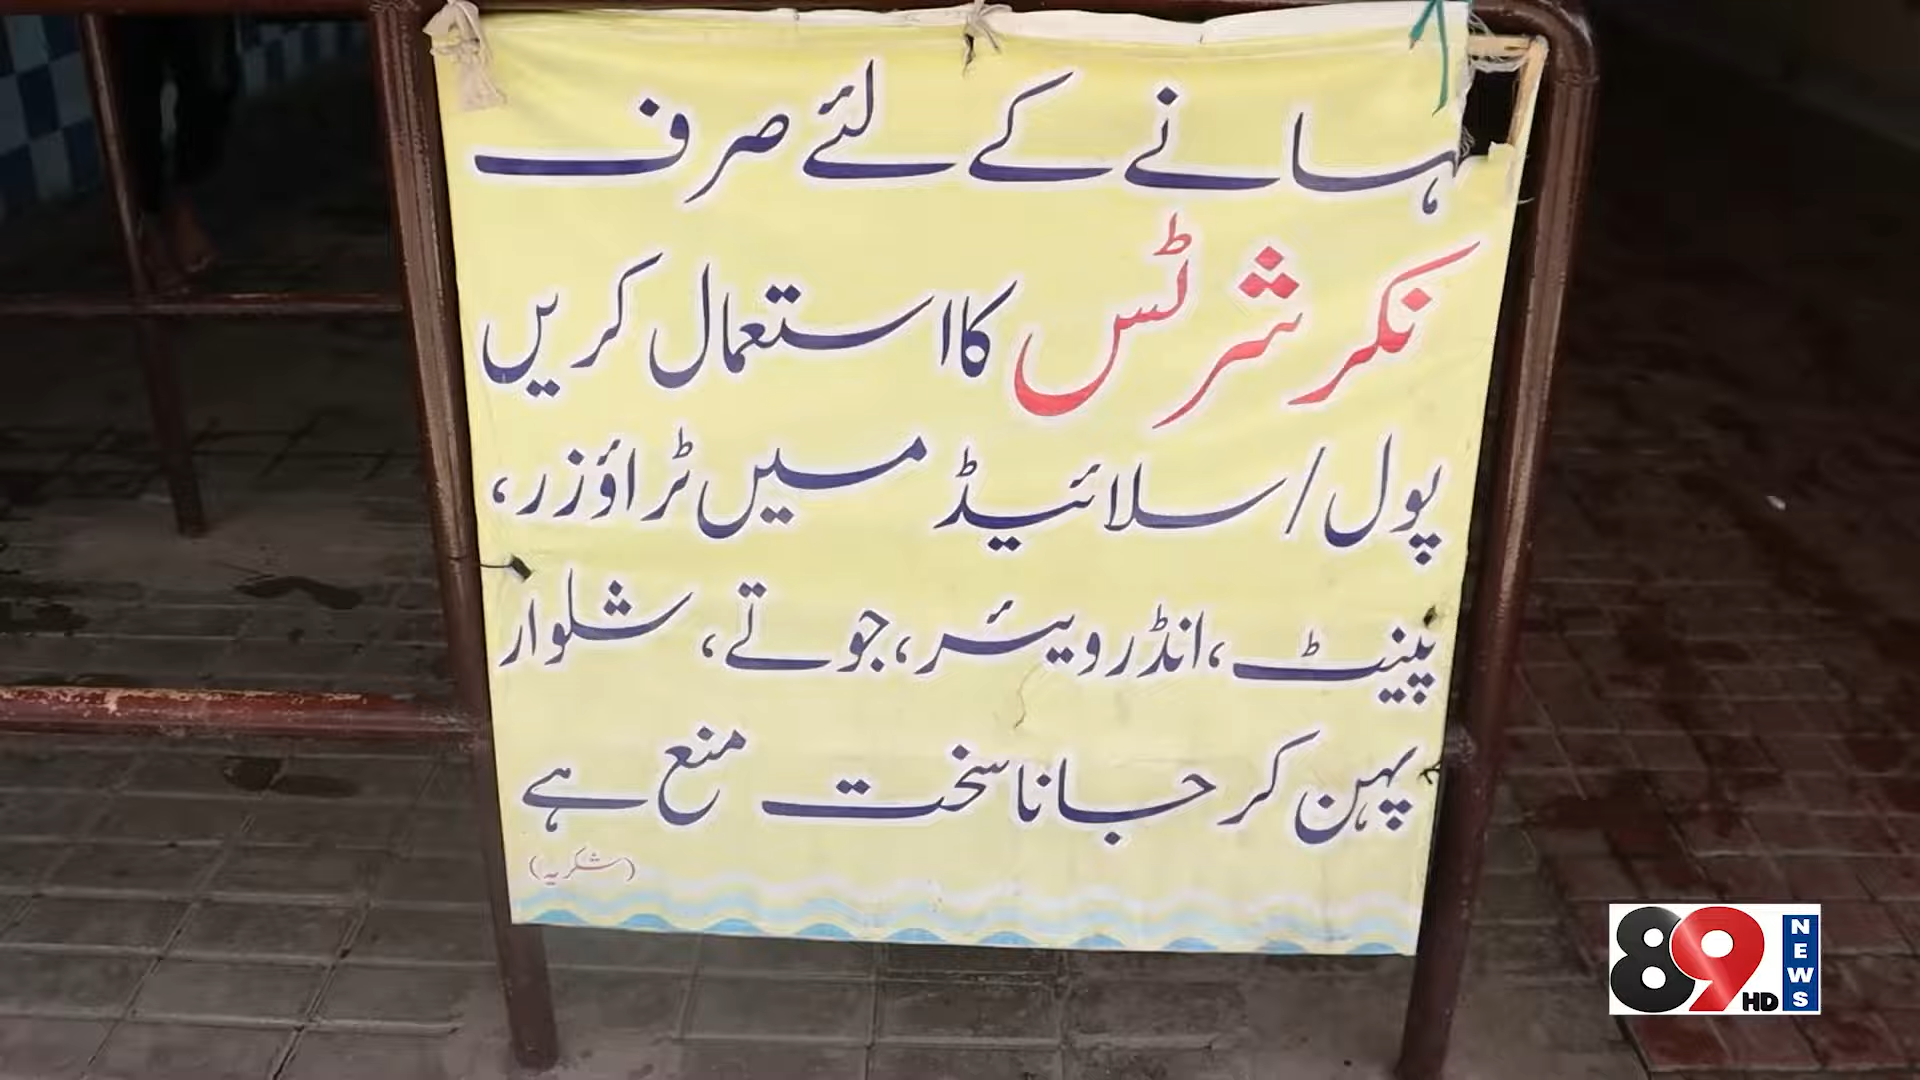 نہانے کے لئے صرف
نکر شرٹس کا استعمال کریں
پول/سلائیڈ میں ٹراؤزر،
پینٹ، انڈرویئر، جوتے، شلوار
پہن کر جانا سخت منع ہے
(شکریہ)
89 HD NEWS